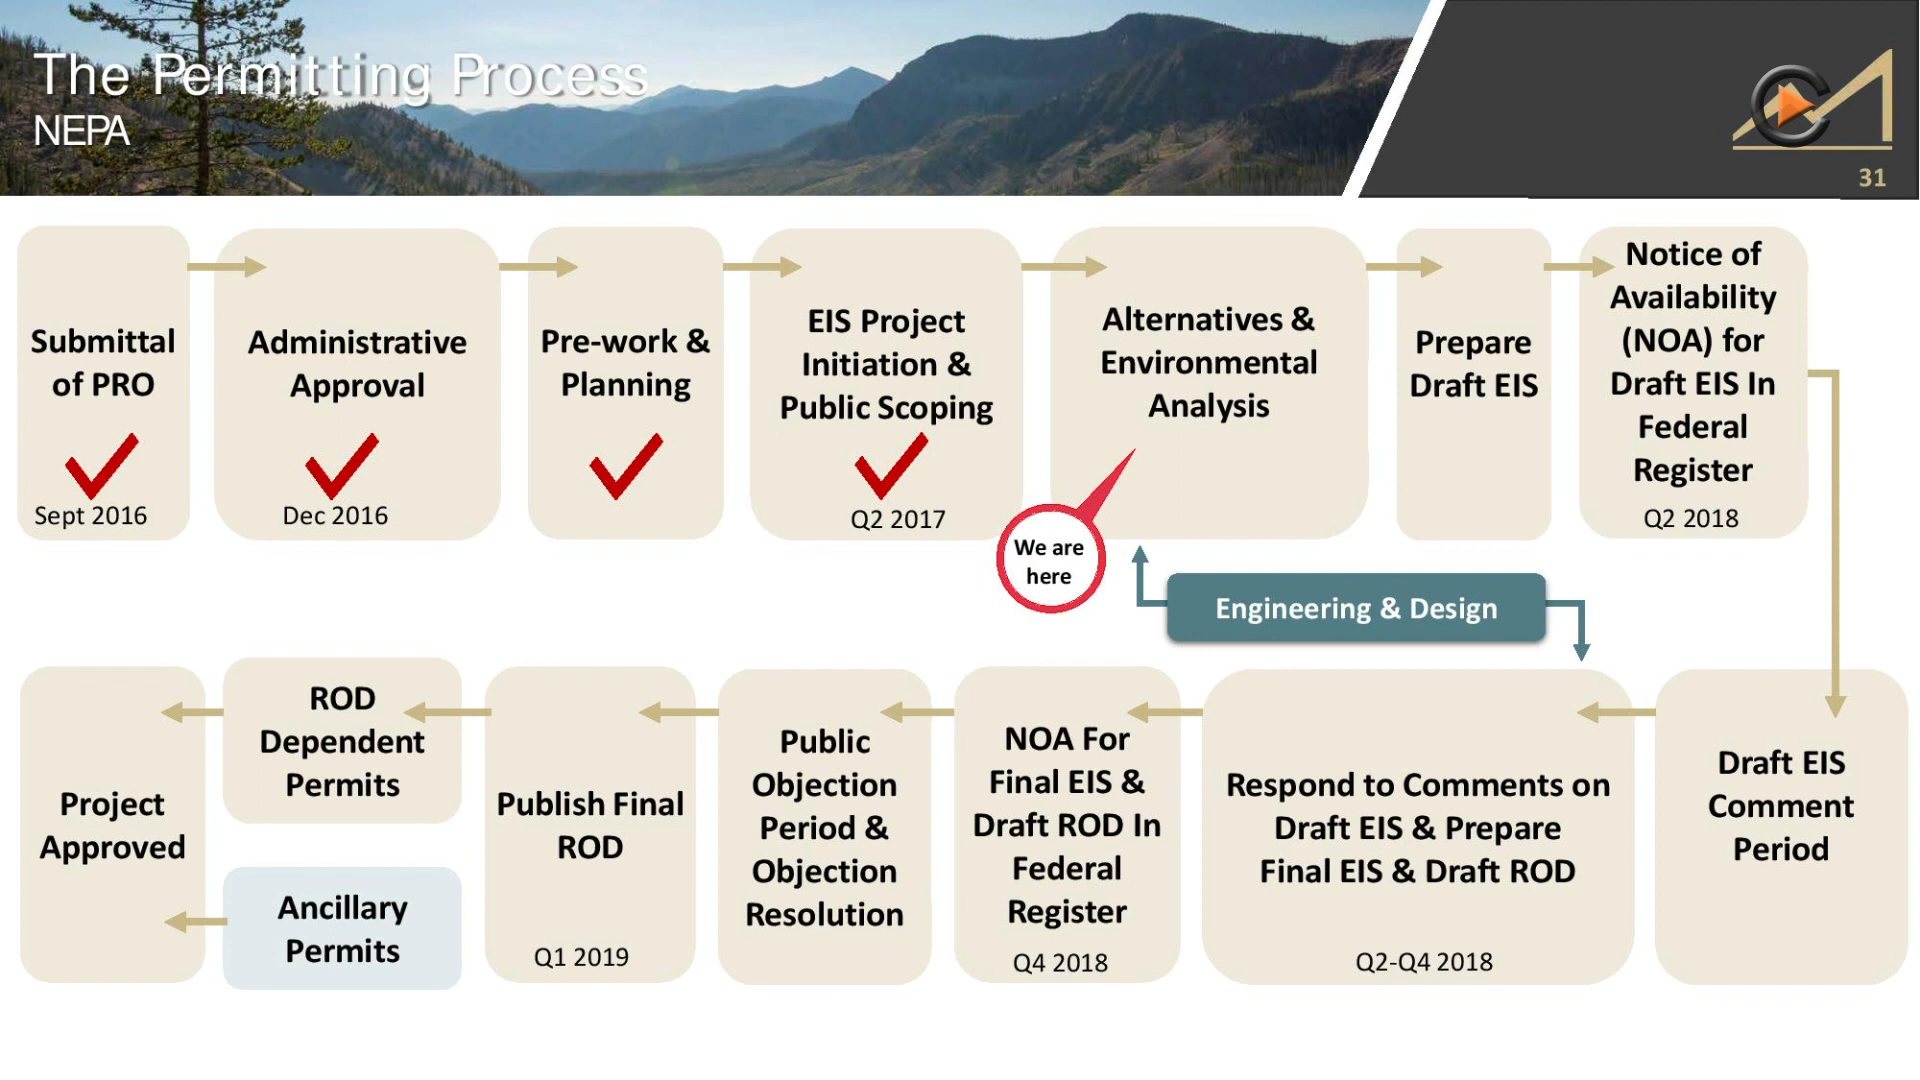 The Permitting Process
NEPA
31
Submittal
of PRO
Sept 2016
Administrative
Approval
Dec 2016
Pre-work &
Planning
EIS Project
Initiation &
Public Scoping
Q2 2017
Alternatives &
Environmental
Analysis
We are
here
Prepare
Draft EIS
Notice of
Availability
(NOA) for
Draft EIS In
Federal
Register
Q2 2018
Engineering & Design
Draft EIS
Comment
Period
Respond to Comments on
Draft EIS & Prepare
Final EIS & Draft ROD
Q2-Q4 2018
NOA For
Final EIS &
Draft ROD In
Federal
Register
Q4 2018
Public
Objection
Period &
Objection
Resolution
Publish Final
ROD
Q1 2019
ROD
Dependent
Permits
Ancillary
Permits
Project
Approved